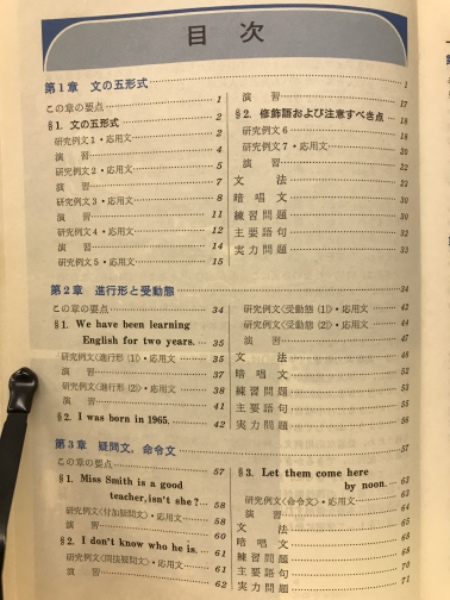 目 次
第1章 文の五形式 1
この章の要点 1
§1. 文の五形式 2
研究例文1・応用文 2
演 習 4
研究例文2・応用文 5
演 習 7
研究例文3・応用文 8
演 習 11
研究例文4・応用文 12
演 習 14
研究例文5・応用文 15
演 習 17
§2. 修飾語および注意すべき点 18
研究例文6 18
研究例文7・応用文 20
演 習 22
文 法 22
暗 唱 文 30
練習問題 30
主要語句 32
実力問題 33
第2章 進行形と受動態 34
この章の要点 34
§1. We have been learning
English for two years. 35
研究例文(進行形(1))・応用文 35
演 習 37
研究例文(進行形(2))・応用文 38
演 習 41
§2. I was born in 1965. 42
研究例文(受動態(1))・応用文 42
研究例文(受動態(2))・応用文 44
演 習 47
文 法 48
暗 唱 文 52
練習問題 53
主要語句 55
実力問題 56
第3章 疑問文,命令文 57
この章の要点 57
§1. Miss Smith is a good
teacher, isn't she? 58
研究例文(付加疑問文)・応用文 58
演 習 60
§2. I don't know who he is. 61
研究例文(間接疑問文)・応用文 61
演 習 62
§3. Let them come here
by noon. 62
研究例文(命令文)・応用文 63
演 習 64
文 法 65
暗 唱 文 68
練習問題 68
主要語句 70
実力問題 71